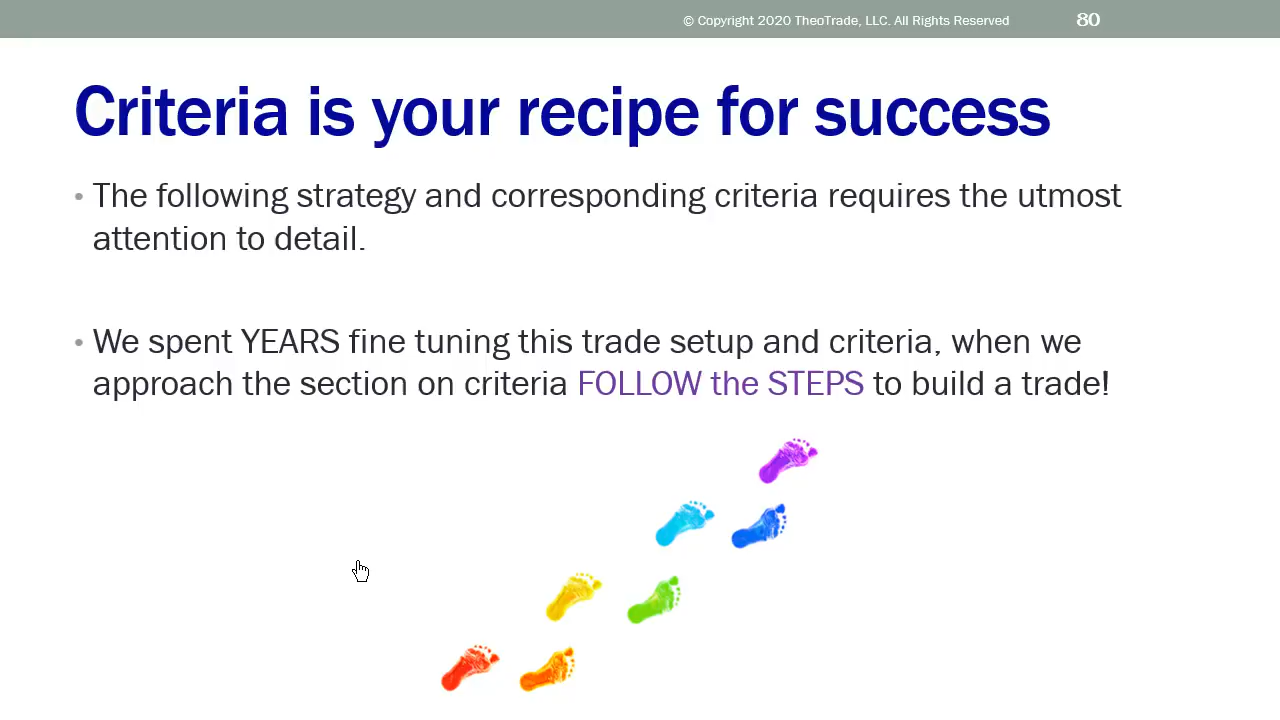 © Copyright 2020 TheoTrade, LLC. All Rights Reserved 80
Criteria is your recipe for success
• The following strategy and corresponding criteria requires the utmost
attention to detail.
• We spent YEARS fine tuning this trade setup and criteria, when we
approach the section on criteria FOLLOW the STEPS to build a trade!